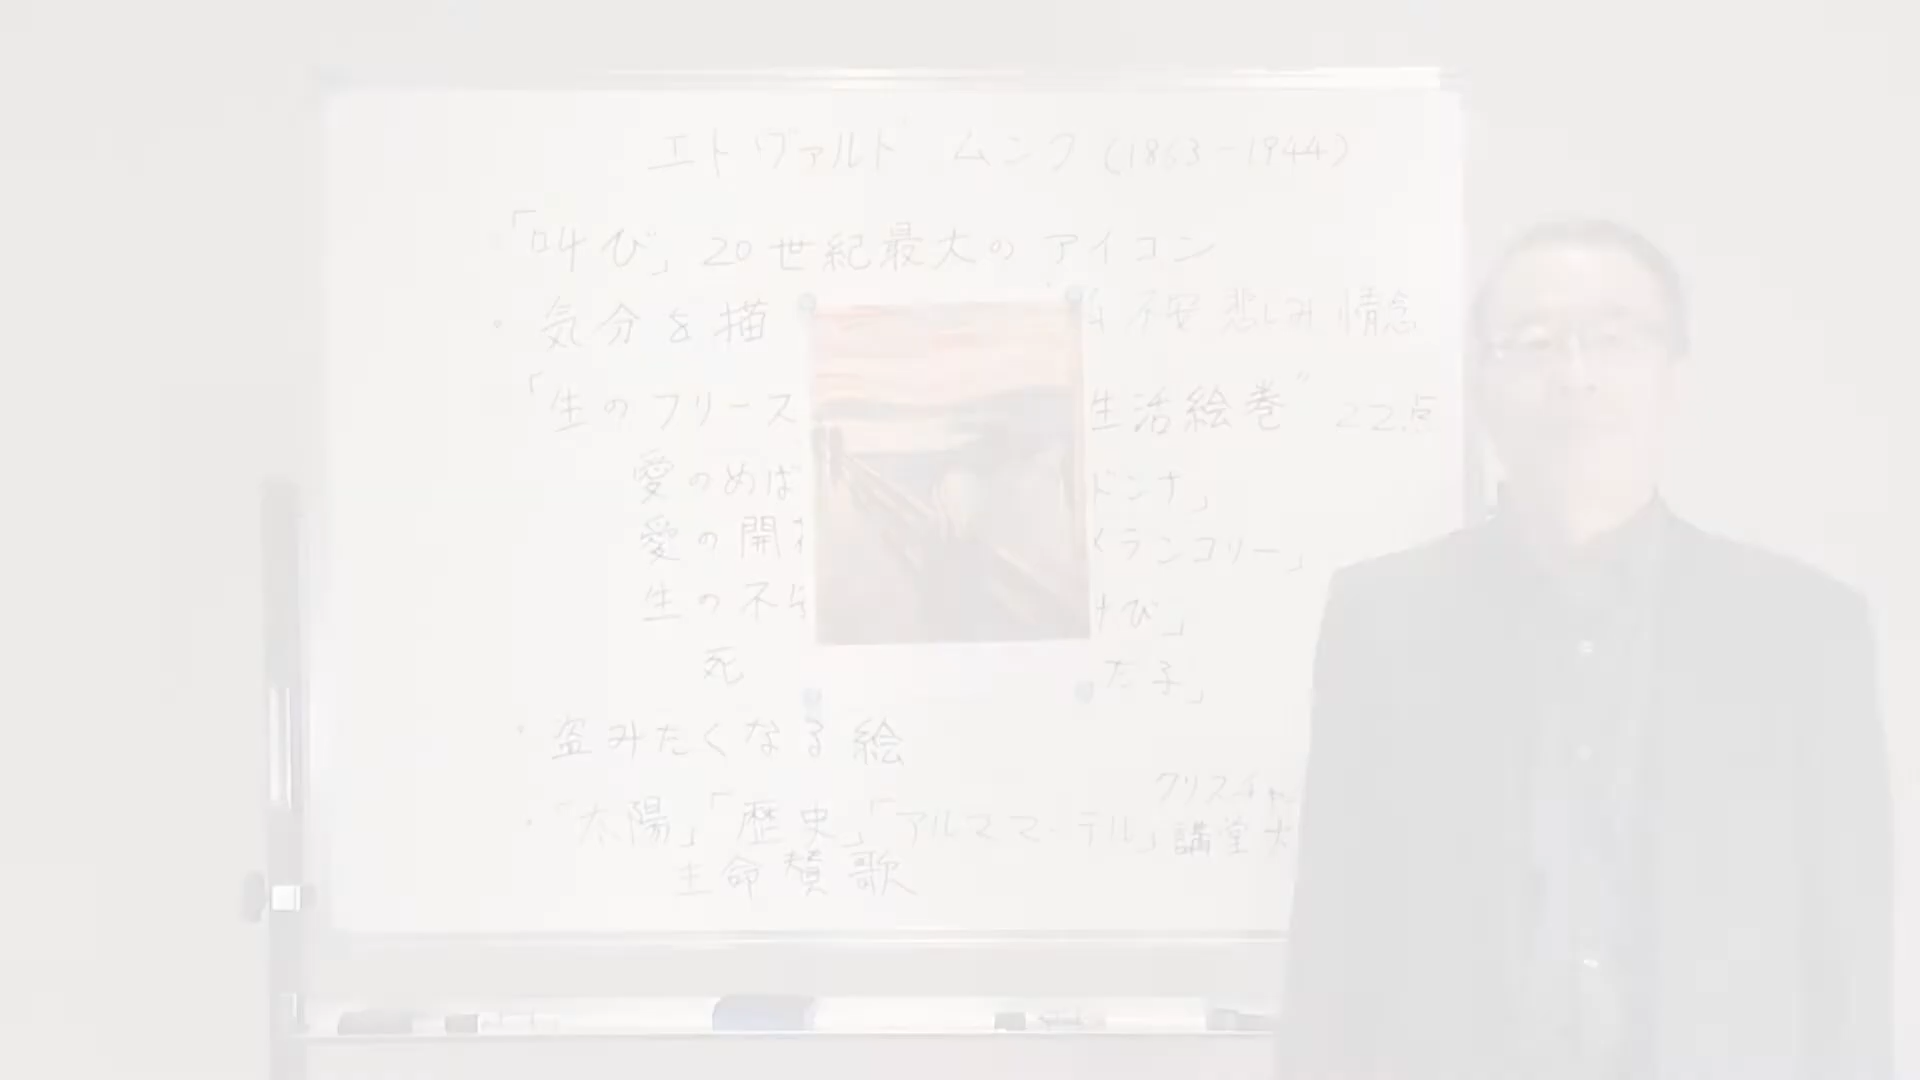 エトヴァルド ムンク (1863-1944)
「叫び」20世紀最大のアイコン
・気分を描 不安 悲しみ 情念
「生のフリース 生活絵巻" 22点
愛のめば ドンナ」
愛の開 メランコリー」
生の不 けび」
死 た子」
・盗みたくなる絵
クリスチャ
・「太陽」「歴史」「アルママーテル」講堂 大
生命賛歌